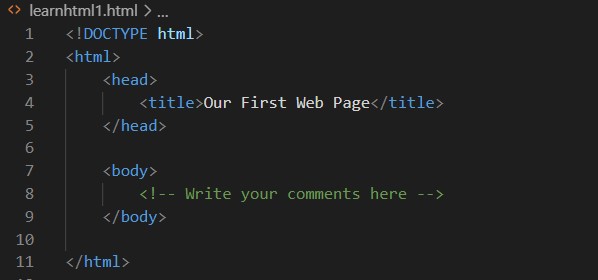 <> learnhtml1.html > ...
1 <!DOCTYPE html>
2 <html>
3     <head>
4         <title>Our First Web Page</title>
5     </head>
6
7     <body>
8         <!-- Write your comments here -->
9     </body>
10
11 </html>